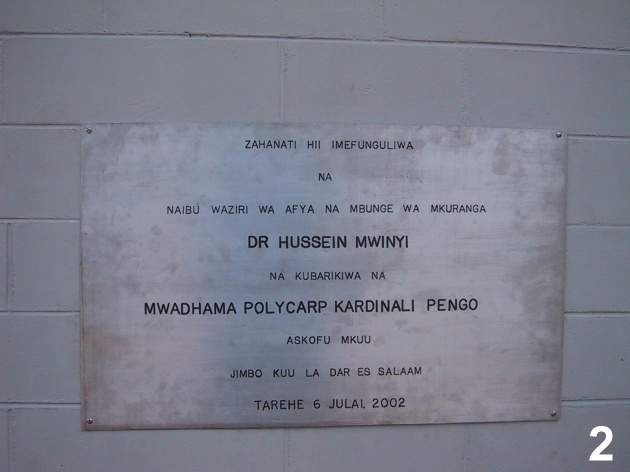 ZAHANATI HII IMEFUNGULIWA
NA
NAIBU WAZIRI WA AFYA NA MBUNGE WA MKURANGA
DR HUSSEIN MWINYI
NA KUBARIKIWA NA
MWADHAMA POLYCARP KARDINALI PENGO
ASKOFU MKUU
JIMBO KUU LA DAR ES SALAAM
TAREHE 6 JULAI, 2002
2